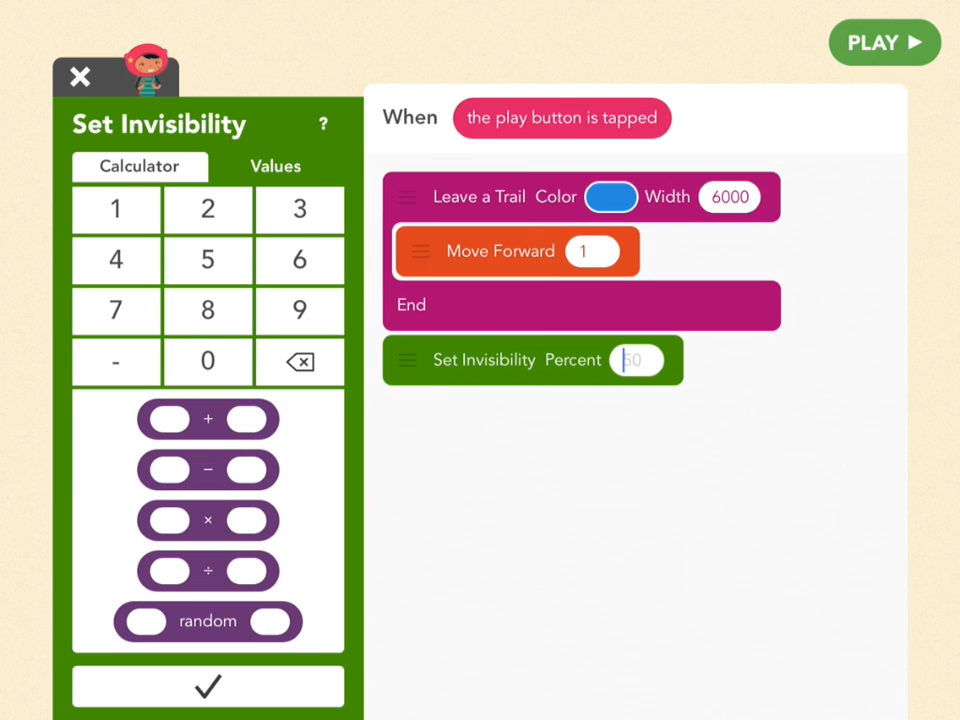 PLAY
Set Invisibility ?
Calculator Values
1 2 3
4 5 6
7 8 9
- 0
+
−
×
÷
random
When the play button is tapped
Leave a Trail Color Width 6000
Move Forward 1
End
Set Invisibility Percent 50